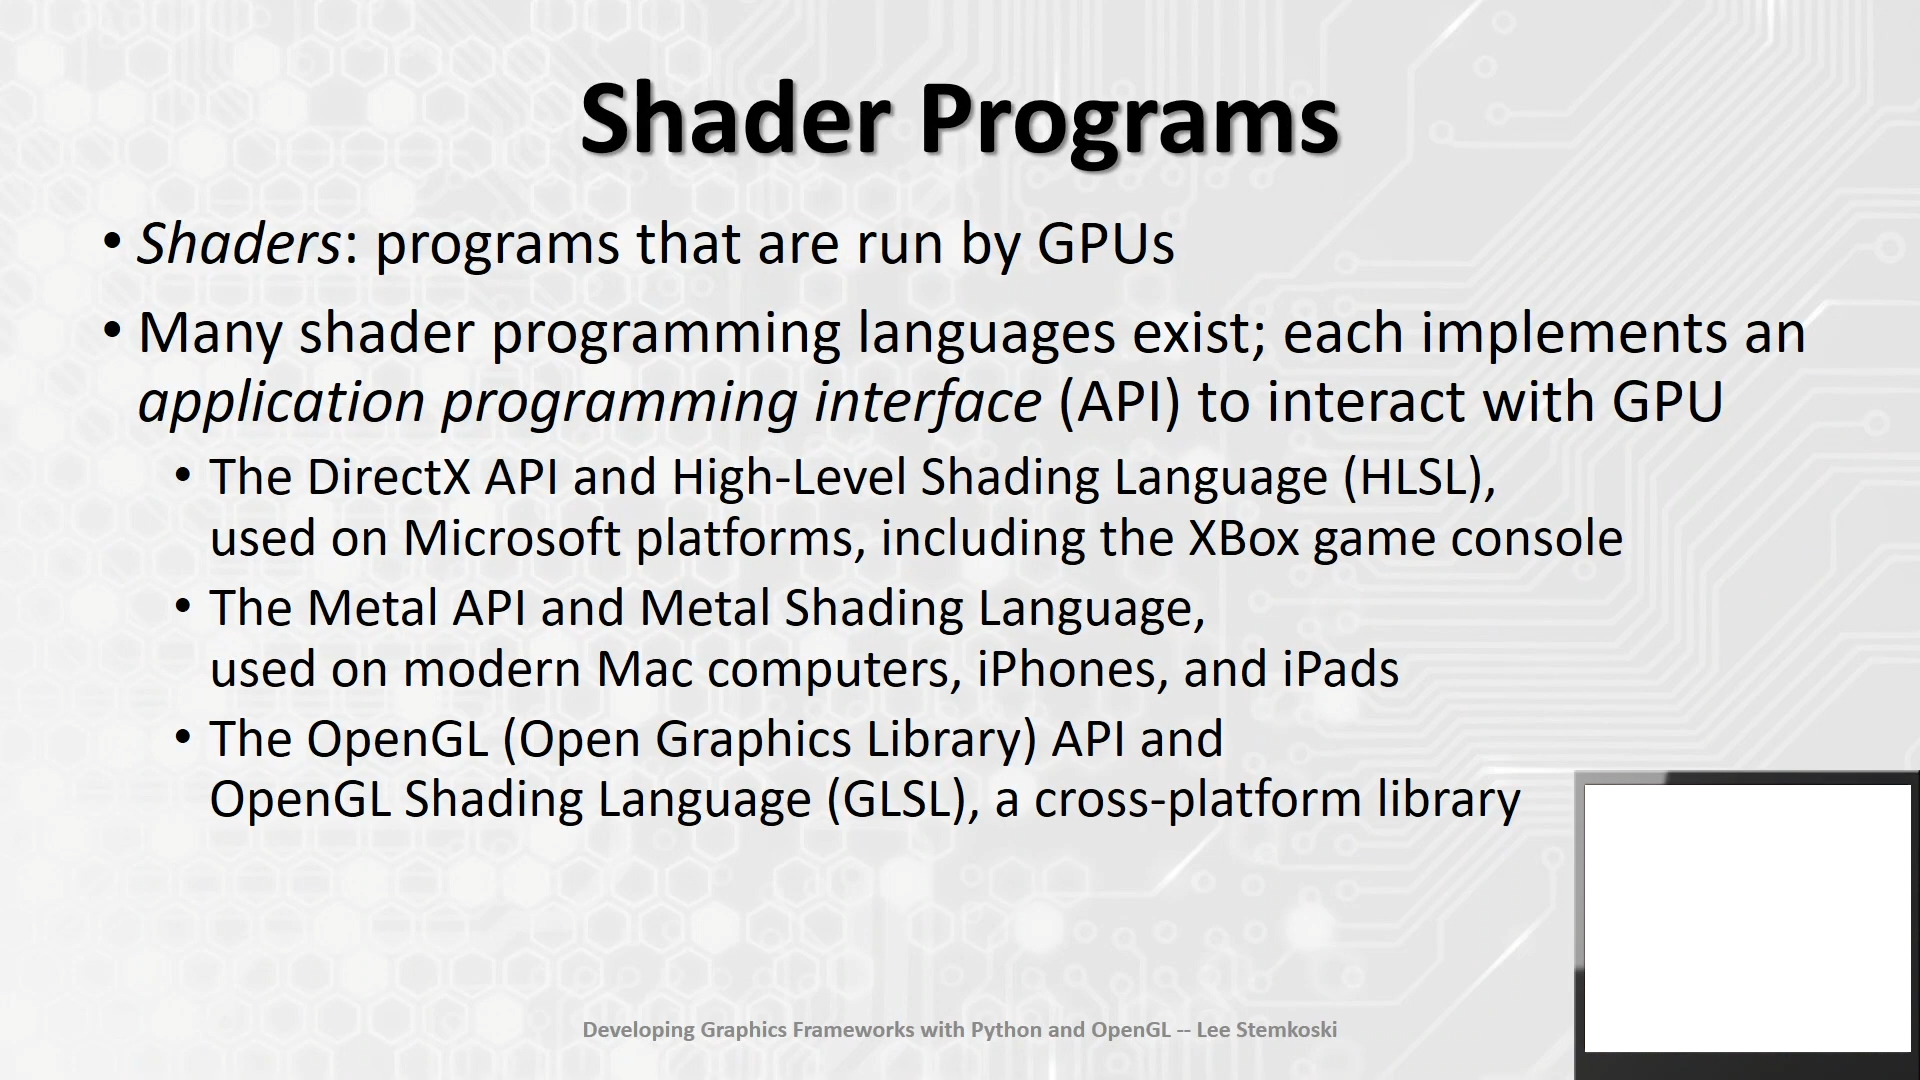 Shader Programs
• Shaders: programs that are run by GPUs
• Many shader programming languages exist; each implements an
application programming interface (API) to interact with GPU
• The DirectX API and High-Level Shading Language (HLSL),
used on Microsoft platforms, including the XBox game console
• The Metal API and Metal Shading Language,
used on modern Mac computers, iPhones, and iPads
• The OpenGL (Open Graphics Library) API and
OpenGL Shading Language (GLSL), a cross-platform library
Developing Graphics Frameworks with Python and OpenGL -- Lee Stemkoski